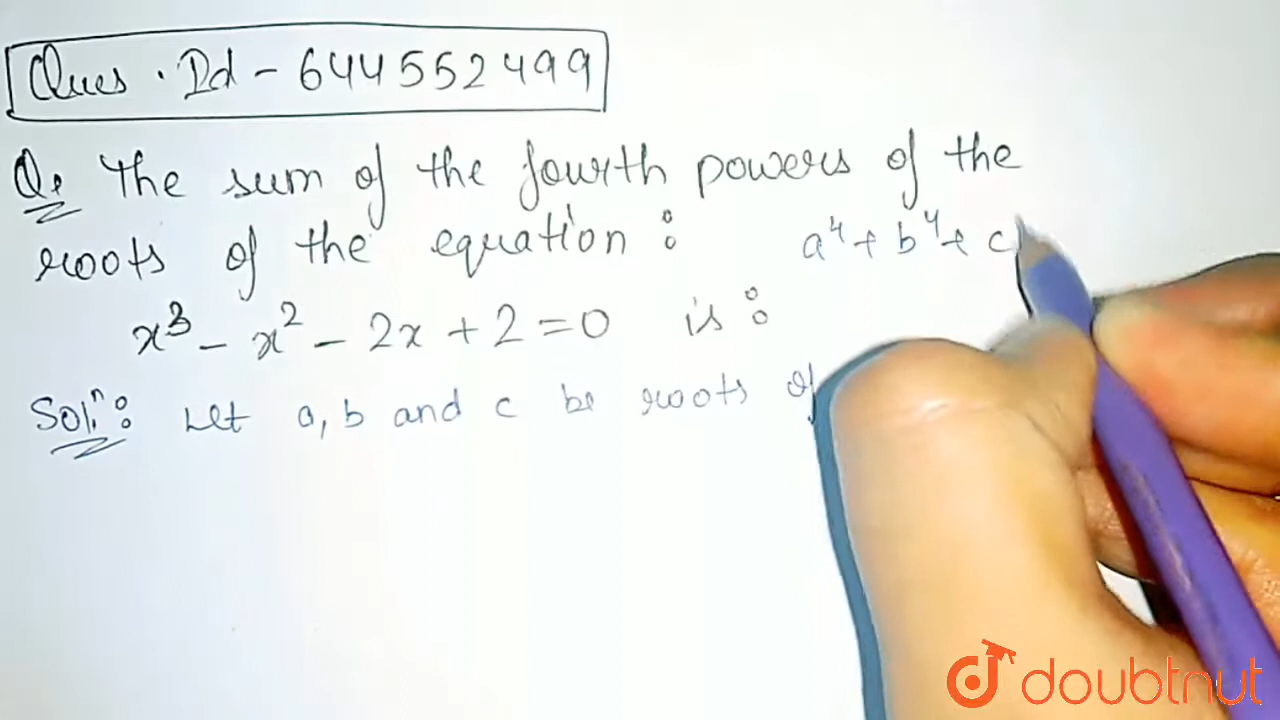 Ques . Id - 644552499
Q. The sum of the fourth powers of the
roots of the equation : a⁴ + b⁴ + c
x³ - x² - 2x + 2 = 0 is :
Solⁿ: Let a, b and c be roots of
doubtnut